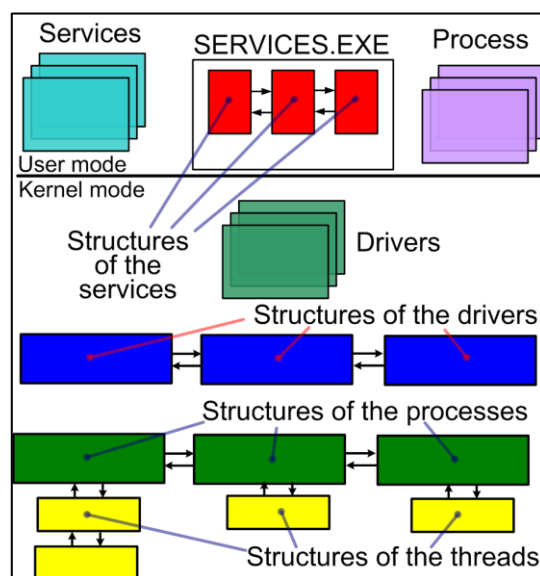 Services
SERVICES.EXE
Process
User mode
Kernel mode
Structures
of the
services
Drivers
Structures of the drivers
Structures of the processes
Structures of the threads